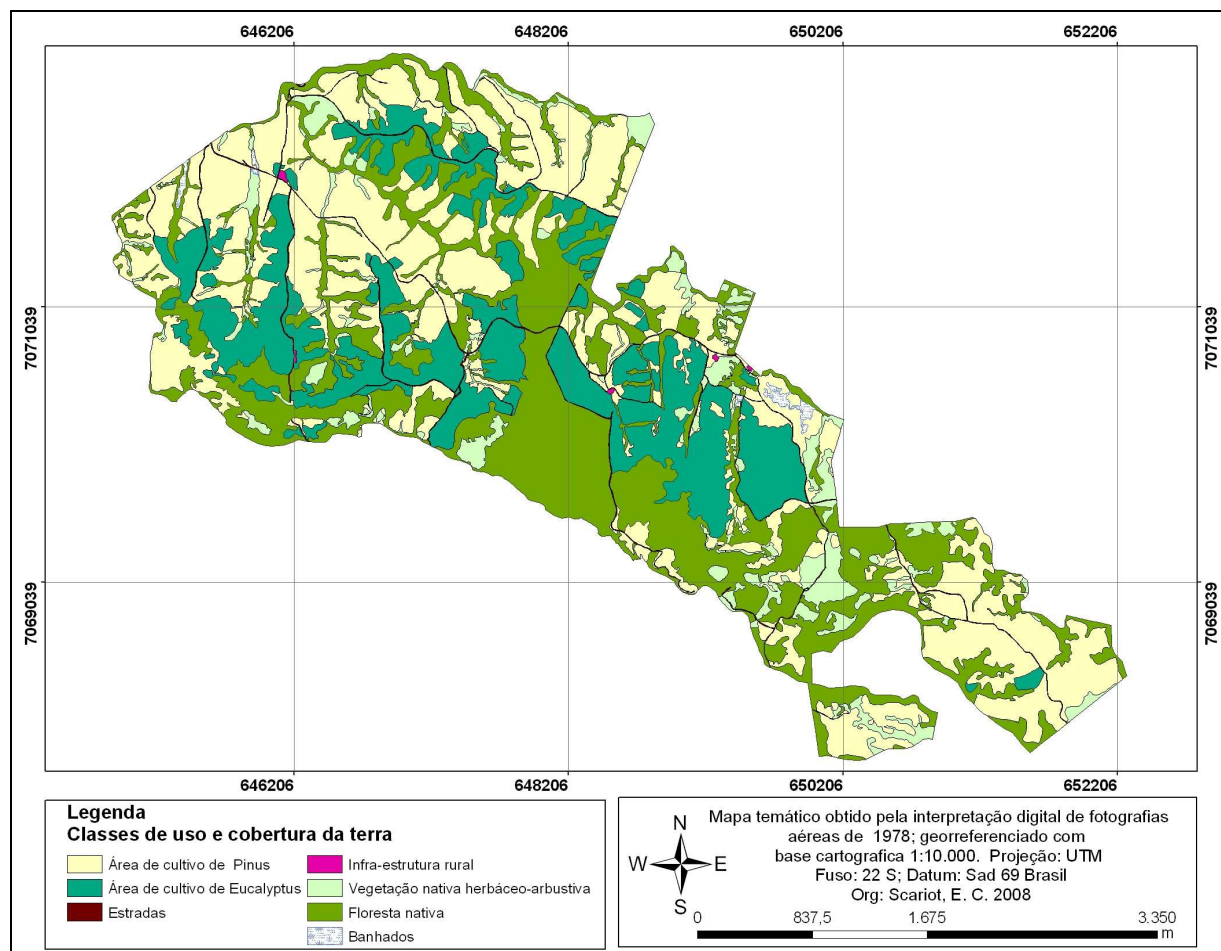 646206 648206 650206 652206
7071039 7071039
7069039 7069039
646206 648206 650206 652206
Legenda
Classes de uso e cobertura da terra
Área de cultivo de Pinus
Área de cultivo de Eucalyptus
Estradas
Infra-estrutura rural
Vegetação nativa herbáceo-arbustiva
Floresta nativa
Banhados
N
W E
S
Mapa temático obtido pela interpretação digital de fotografias
aéreas de 1978; georreferenciado com
base cartografica 1:10.000. Projeção: UTM
Fuso: 22 S; Datum: Sad 69 Brasil
Org: Scariot, E. C. 2008
0 837,5 1.675 3.350
m